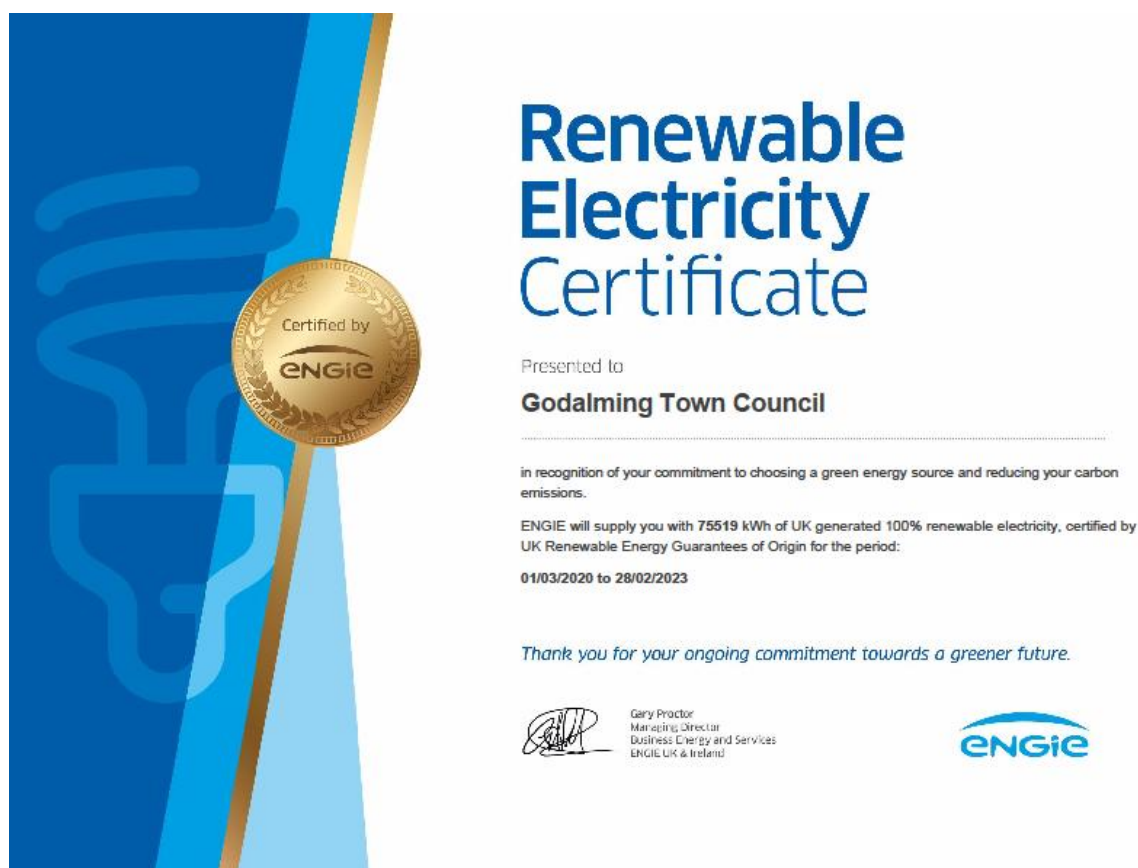 Renewable
Electricity
Certificate
Certified by
ENGIE
Presented to
Godalming Town Council
in recognition of your commitment to choosing a green energy source and reducing your carbon
emissions.
ENGIE will supply you with 75519 kWh of UK generated 100% renewable electricity, certified by
UK Renewable Energy Guarantees of Origin for the period:
01/03/2020 to 28/02/2023
Thank you for your ongoing commitment towards a greener future.
Gary Proctor
Managing Director
Business Energy and Services
ENGIE UK & Ireland
ENGIE